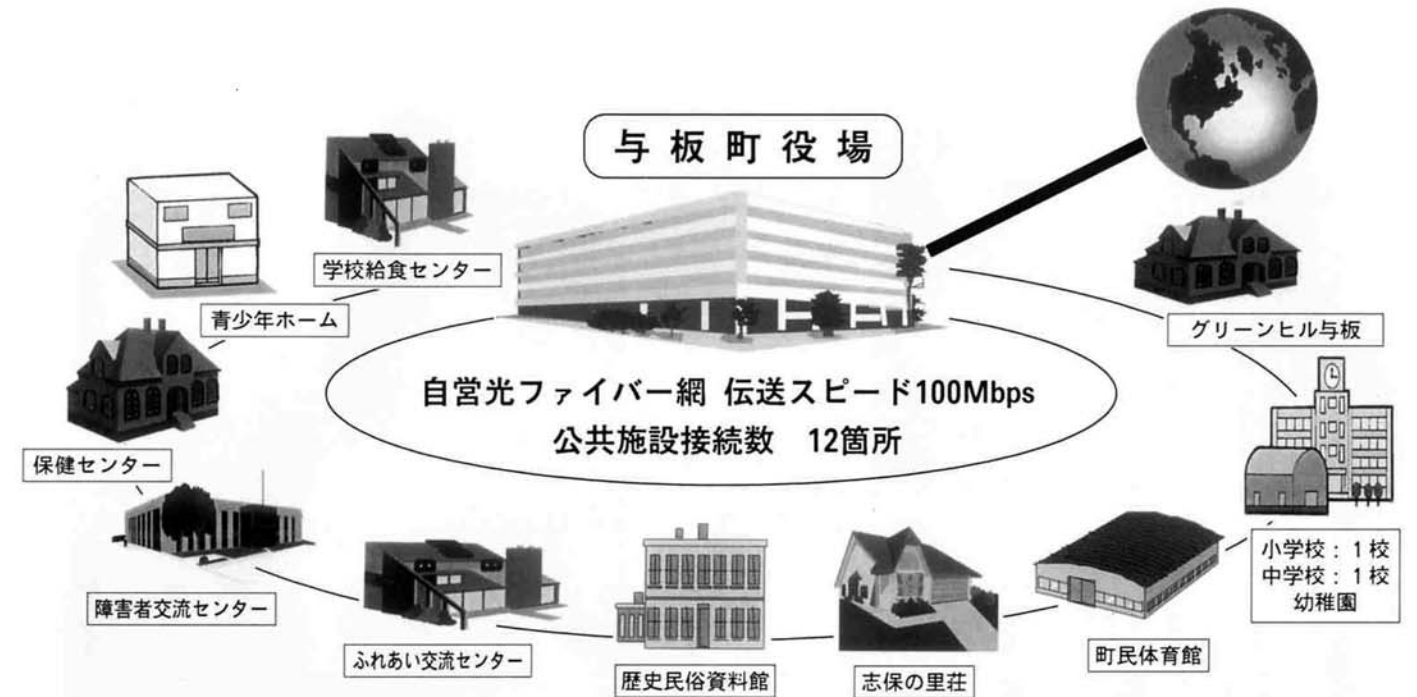 与板町役場
学校給食センター
青少年ホーム
グリーンヒル与板
自営光ファイバー網 伝送スピード100Mbps
公共施設接続数 12箇所
保健センター
小学校：1校
中学校：1校
幼稚園
障害者交流センター
ふれあい交流センター
歴史民俗資料館
志保の里荘
町民体育館